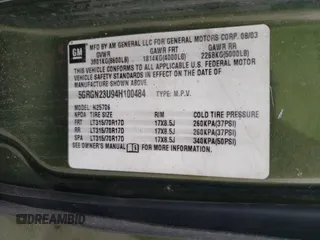 GM
MFD BY AM GENERAL LLC FOR GENERAL MOTORS CORP. 08/03
GVWR GAWR FRT GAWR RR
3901KG(8600LB) 1814KG(4000LB) 2268KG(5000LB)
THIS VEHICLE CONFORMS TO ALL APPLICABLE U.S. FEDERAL MOTOR
VEHICLE SAFETY STANDARDS IN EFFECT ON THE DATE OF
MANUFACTURE SHOWN ABOVE.
5GRGN23U94H100484 TYPE: M.P.V.
MODEL: N25706
TIRE SIZE RIM COLD TIRE PRESSURE
FRT LT315/70R17D 17X8.5J 260KPA(37PSI)
RR LT315/70R17D 17X8.5J 260KPA(37PSI)
SPA LT315/70R17D 17X8.5J 340KPA(50PSI)
SEE OWNER'S MANUAL FOR ADDITIONAL INFORMATION.
DREAMBID